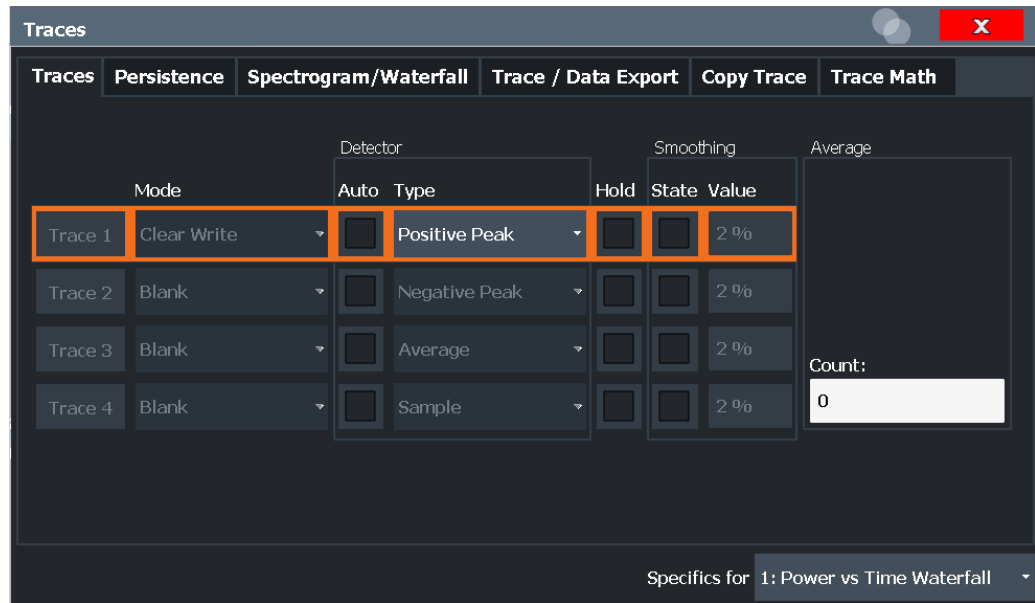 Traces X
Traces Persistence Spectrogram/Waterfall Trace / Data Export Copy Trace Trace Math
Detector Smoothing Average
Mode Auto Type Hold State Value
Trace 1 Clear Write Positive Peak 2 %
Trace 2 Blank Negative Peak 2 %
Trace 3 Blank Average 2 %
Count:
Trace 4 Blank Sample 2 % 0
Specifics for 1: Power vs Time Waterfall